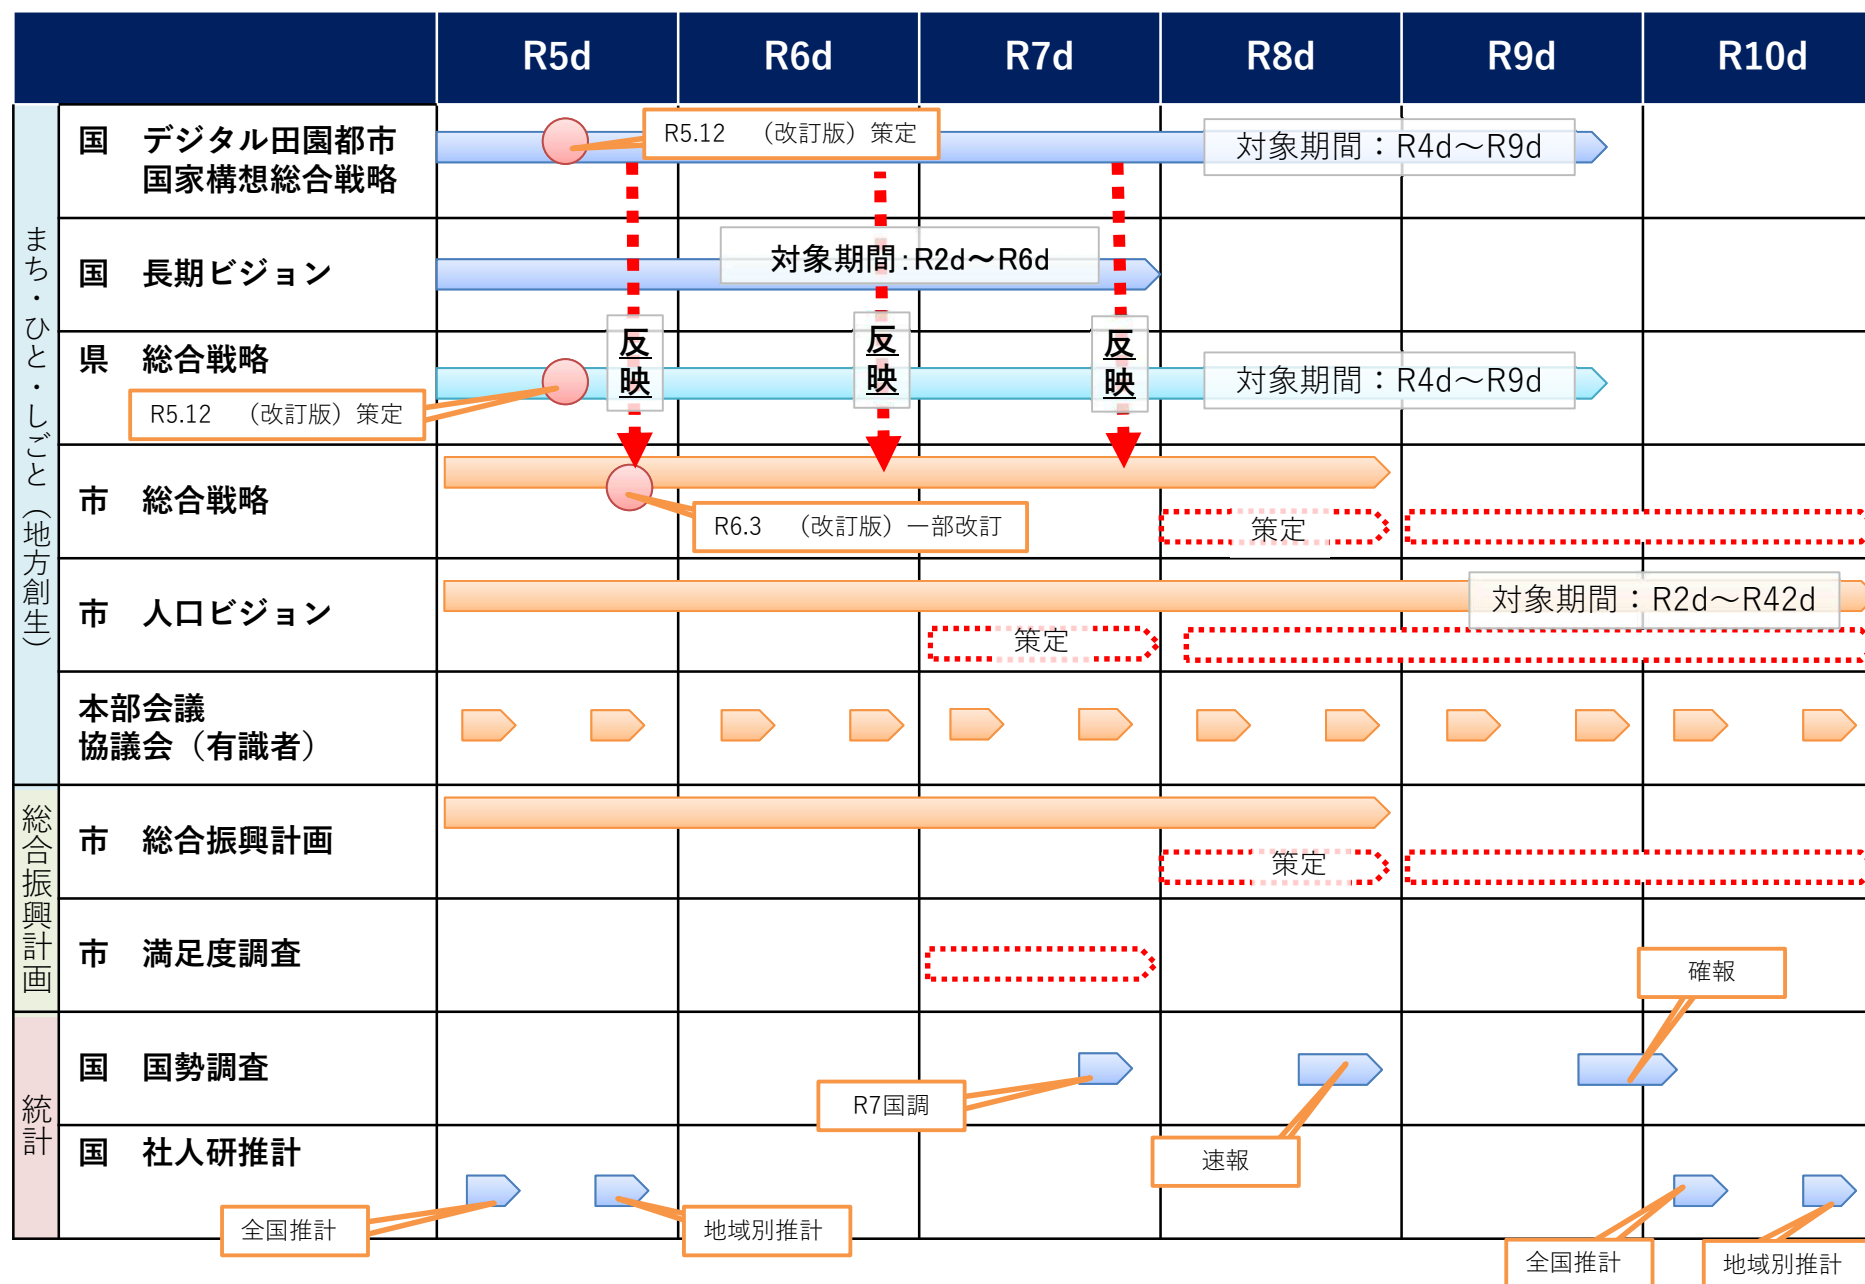 R5d R6d R7d R8d R9d R10d
まち・ひと・しごと（地方創生）
国 デジタル田園都市
国家構想総合戦略
R5.12 （改訂版）策定
対象期間：R4d～R9d
国 長期ビジョン
対象期間：R2d～R6d
県 総合戦略
R5.12 （改訂版）策定
反映
反映
反映
対象期間：R4d～R9d
市 総合戦略
R6.3 （改訂版）一部改訂
策定
市 人口ビジョン
対象期間：R2d～R42d
策定
本部会議
協議会（有識者）
総合振興計画
市 総合振興計画
策定
市 満足度調査
統計
国 国勢調査
R7国調
速報
確報
国 社人研推計
全国推計
地域別推計
全国推計
地域別推計